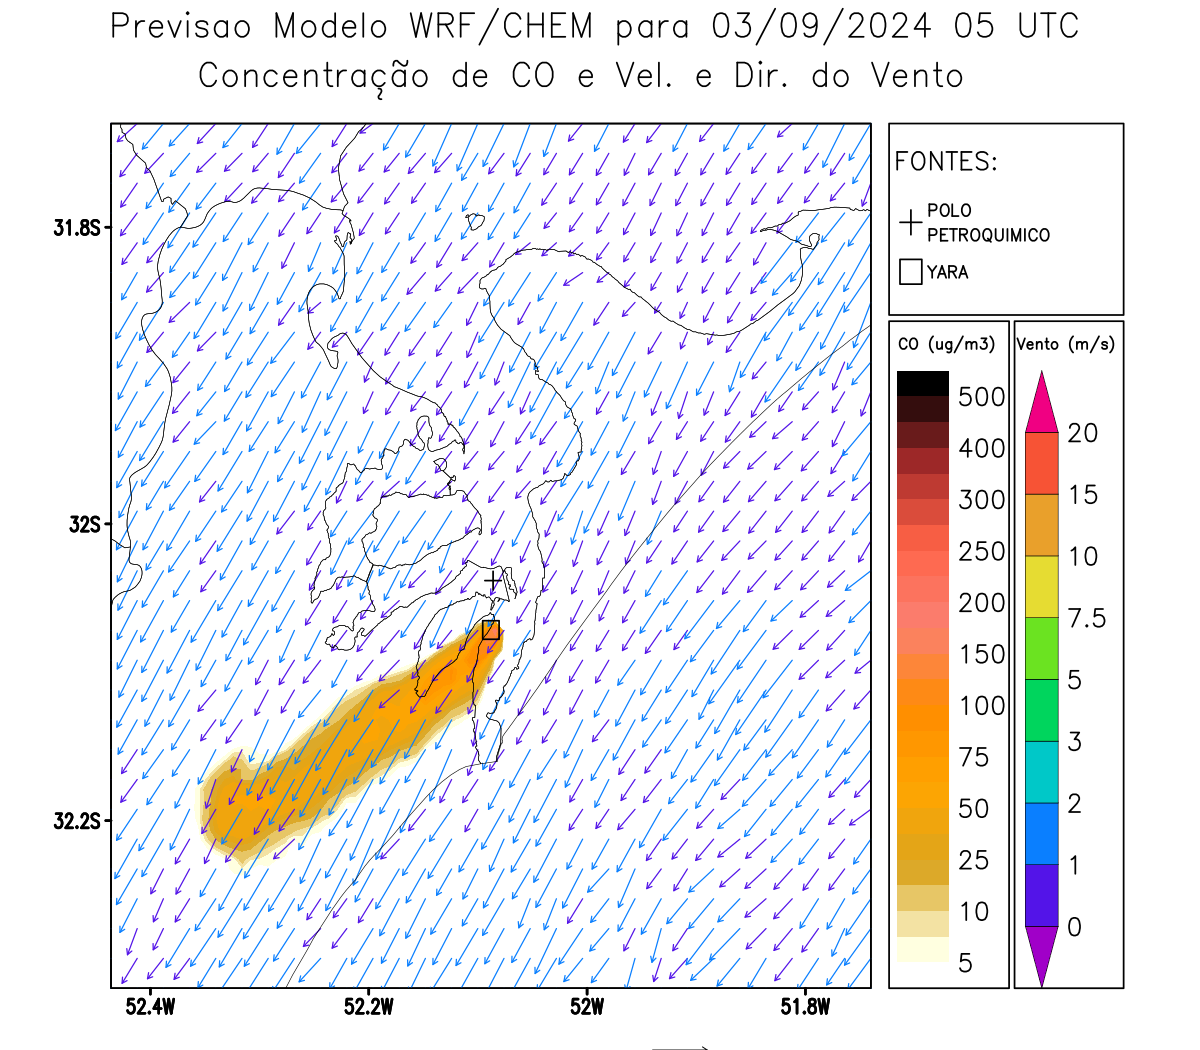 Previsao Modelo WRF/CHEM para 03/09/2024 05 UTC
Concentração de CO e Vel. e Dir. do Vento
FONTES:
POLO
PETROQUIMICO
YARA
31.8S
32S
32.2S
52.4W
52.2W
52W
51.8W
CO (ug/m3)
500
400
300
250
200
150
100
75
50
25
10
5
Vento (m/s)
20
15
10
7.5
5
3
2
1
0